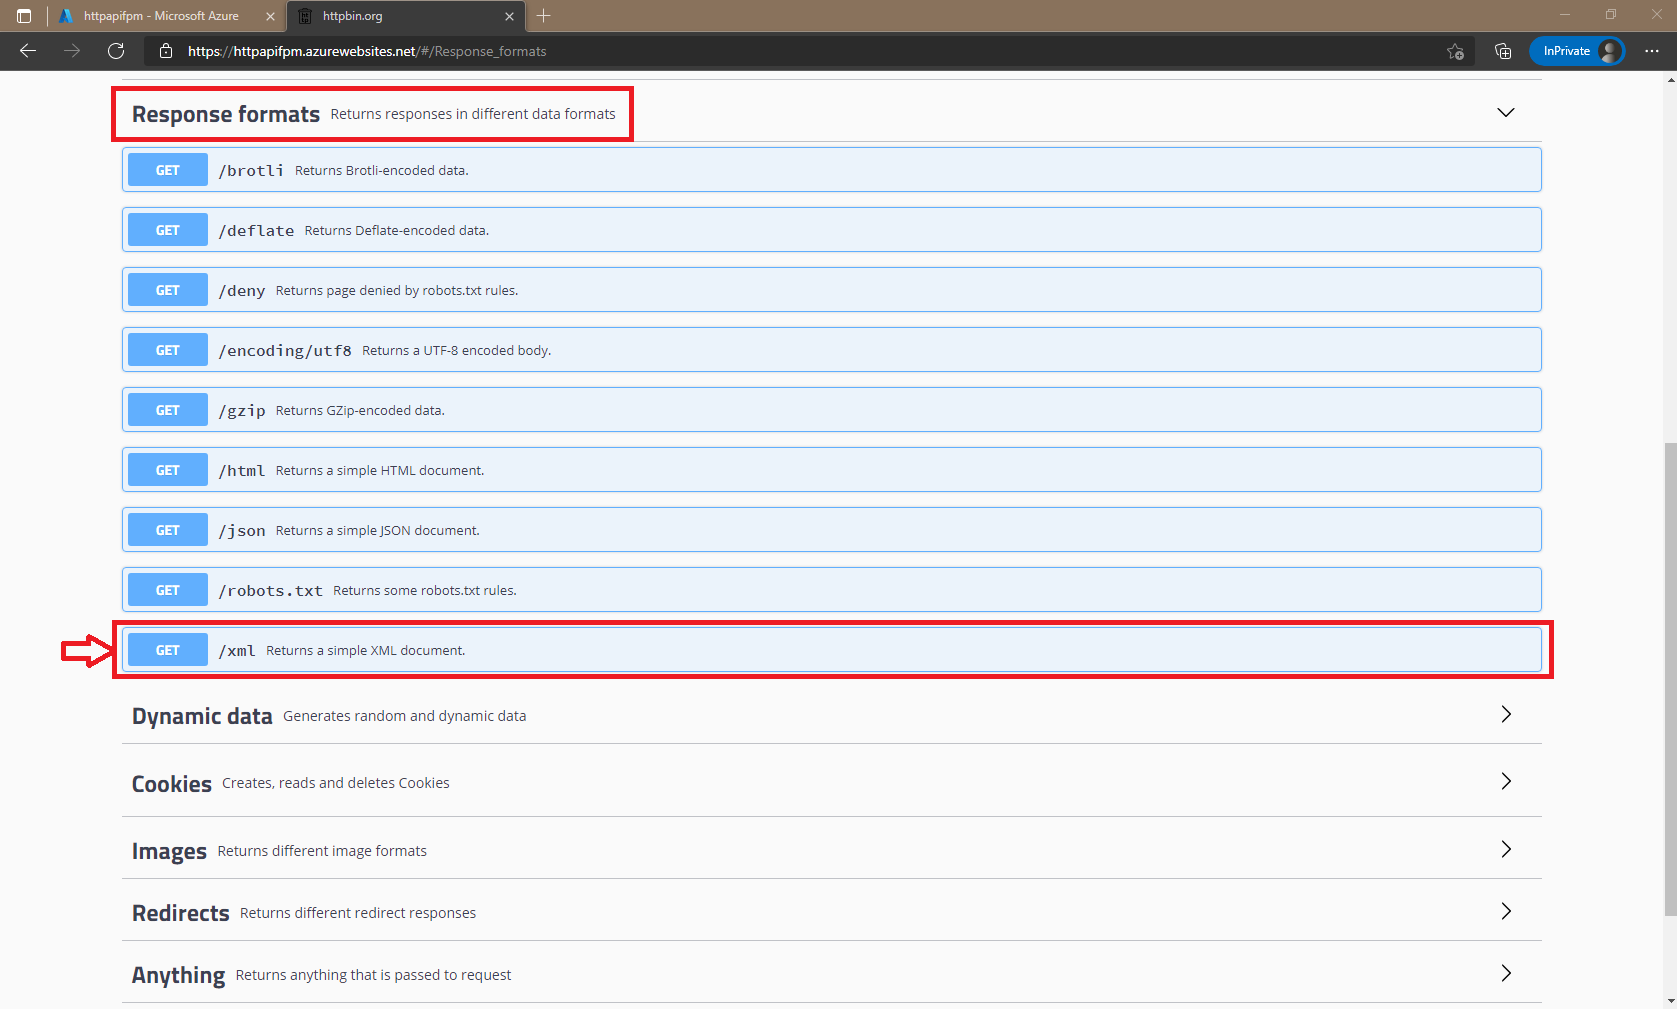 httpapifpm - Microsoft Azure
httpbin.org
https://httpapifpm.azurewebsites.net/#/Response_formats
InPrivate
Response formats Returns responses in different data formats
GET /brotli Returns Brotli-encoded data.
GET /deflate Returns Deflate-encoded data.
GET /deny Returns page denied by robots.txt rules.
GET /encoding/utf8 Returns a UTF-8 encoded body.
GET /gzip Returns GZip-encoded data.
GET /html Returns a simple HTML document.
GET /json Returns a simple JSON document.
GET /robots.txt Returns some robots.txt rules.
GET /xml Returns a simple XML document.
Dynamic data Generates random and dynamic data
Cookies Creates, reads and deletes Cookies
Images Returns different image formats
Redirects Returns different redirect responses
Anything Returns anything that is passed to request